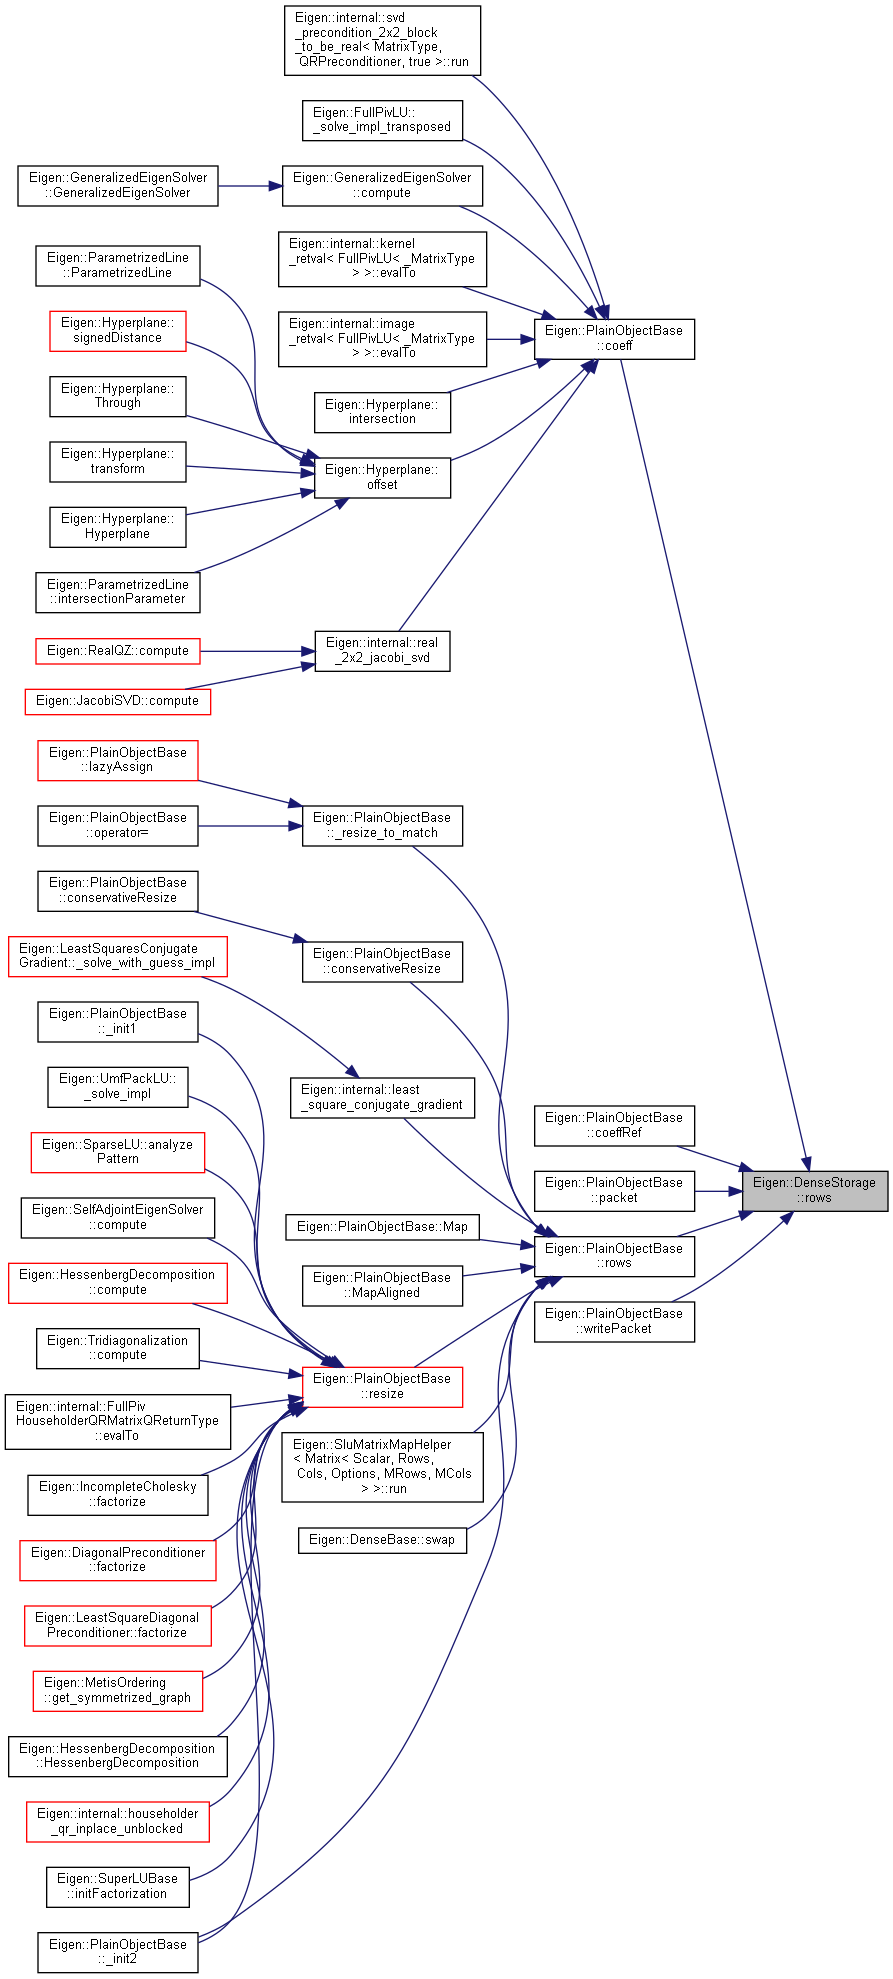 Eigen::internal::svd
_precondition_2x2_block
_to_be_real< MatrixType,
QRPreconditioner, true >::run
Eigen::FullPivLU::
_solve_impl_transposed
Eigen::GeneralizedEigenSolver
::GeneralizedEigenSolver
Eigen::GeneralizedEigenSolver
::compute
Eigen::internal::kernel
_retval< FullPivLU< _MatrixType
> >::evalTo
Eigen::ParametrizedLine
::ParametrizedLine
Eigen::Hyperplane::
signedDistance
Eigen::internal::image
_retval< FullPivLU< _MatrixType
> >::evalTo
Eigen::PlainObjectBase
::coeff
Eigen::Hyperplane::
Through
Eigen::Hyperplane::
intersection
Eigen::Hyperplane::
transform
Eigen::Hyperplane::
offset
Eigen::Hyperplane::
Hyperplane
Eigen::ParametrizedLine
::intersectionParameter
Eigen::RealQZ::compute
Eigen::internal::real
_2x2_jacobi_svd
Eigen::JacobiSVD::compute
Eigen::PlainObjectBase
::lazyAssign
Eigen::PlainObjectBase
::operator=
Eigen::PlainObjectBase
::_resize_to_match
Eigen::PlainObjectBase
::conservativeResize
Eigen::LeastSquaresConjugate
Gradient::_solve_with_guess_impl
Eigen::PlainObjectBase
::conservativeResize
Eigen::PlainObjectBase
::_init1
Eigen::UmfPackLU::
_solve_impl
Eigen::internal::least
_square_conjugate_gradient
Eigen::PlainObjectBase
::coeffRef
Eigen::SparseLU::analyze
Pattern
Eigen::PlainObjectBase
::packet
Eigen::DenseStorage
::rows
Eigen::SelfAdjointEigenSolver
::compute
Eigen::PlainObjectBase::Map
Eigen::PlainObjectBase
::rows
Eigen::HessenbergDecomposition
::compute
Eigen::PlainObjectBase
::MapAligned
Eigen::PlainObjectBase
::writePacket
Eigen::Tridiagonalization
::compute
Eigen::PlainObjectBase
::resize
Eigen::internal::FullPiv
HouseholderQRMatrixQReturnType
::evalTo
Eigen::SluMatrixMapHelper
< Matrix< Scalar, Rows,
Cols, Options, MRows, MCols
> >::run
Eigen::IncompleteCholesky
::factorize
Eigen::DenseBase::swap
Eigen::DiagonalPreconditioner
::factorize
Eigen::LeastSquareDiagonal
Preconditioner::factorize
Eigen::MetisOrdering
::get_symmetrized_graph
Eigen::HessenbergDecomposition
::HessenbergDecomposition
Eigen::internal::householder
_qr_inplace_unblocked
Eigen::SuperLUBase
::initFactorization
Eigen::PlainObjectBase
::_init2